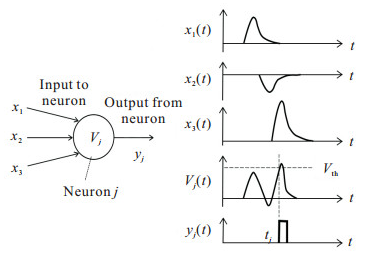 Input to
neuron
Output from
neuron
x₁
x₂
x₃
Vⱼ
yⱼ
Neuron j
x₁(t)
t
x₂(t)
t
x₃(t)
t
Vⱼ(t)
Vₜₕ
t
yⱼ(t)
tⱼ
t